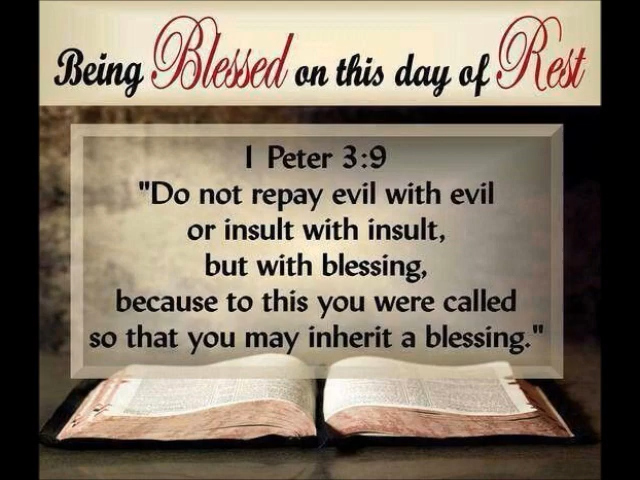 Being Blessed on this day of Rest
1 Peter 3:9
"Do not repay evil with evil
or insult with insult,
but with blessing,
because to this you were called
so that you may inherit a blessing."